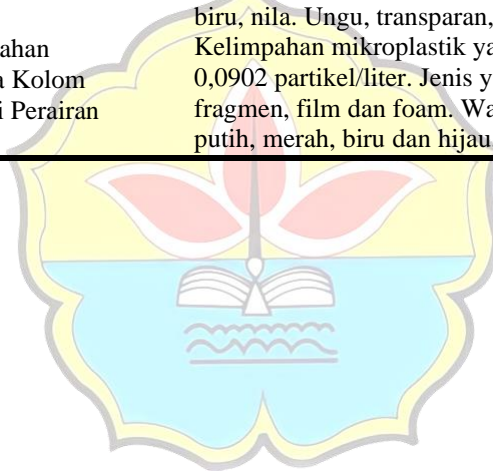 biru, nila. Ungu, transparan,
ahan
Kelimpahan mikroplastik ya
a Kolom
0,0902 partikel/liter. Jenis y
i Perairan
fragmen, film dan foam. Wa
putih, merah, biru dan hijau